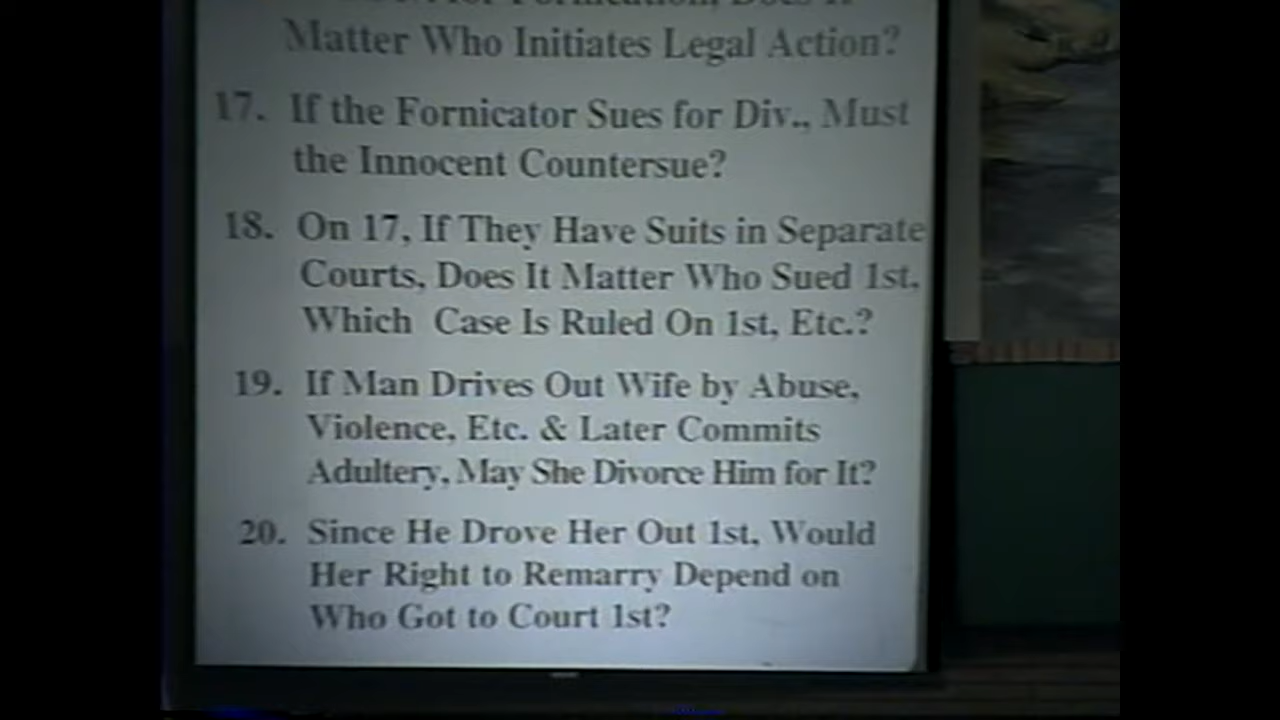 Matter Who Initiates Legal Action?
17. If the Fornicator Sues for Div., Must
the Innocent Countersue?
18. On 17, If They Have Suits in Separate
Courts, Does It Matter Who Sued 1st,
Which Case Is Ruled On 1st, Etc.?
19. If Man Drives Out Wife by Abuse,
Violence, Etc. & Later Commits
Adultery, May She Divorce Him for It?
20. Since He Drove Her Out 1st, Would
Her Right to Remarry Depend on
Who Got to Court 1st?